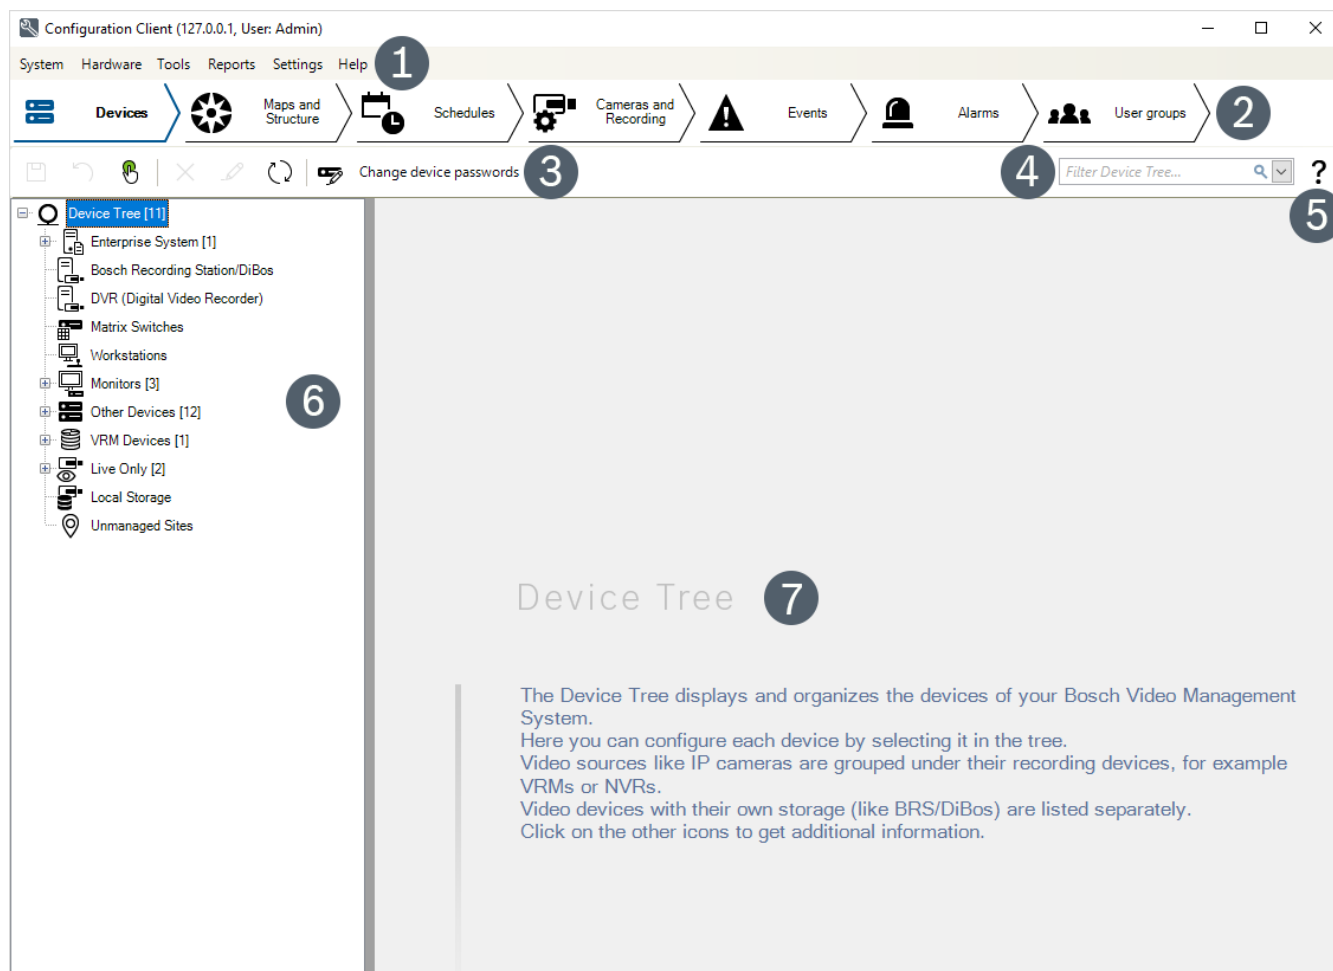 Configuration Client (127.0.0.1, User: Admin)
System Hardware Tools Reports Settings Help 1
Devices Maps and Structure Schedules Cameras and Recording Events Alarms User groups 2
Change device passwords 3 4 Filter Device Tree... ?
5
Device Tree [11]
Enterprise System [1]
Bosch Recording Station/DiBos
DVR (Digital Video Recorder)
Matrix Switches
Workstations
Monitors [3]
6
Other Devices [12]
VRM Devices [1]
Live Only [2]
Local Storage
Unmanaged Sites
Device Tree 7
The Device Tree displays and organizes the devices of your Bosch Video Management
System.
Here you can configure each device by selecting it in the tree.
Video sources like IP cameras are grouped under their recording devices, for example
VRMs or NVRs.
Video devices with their own storage (like BRS/DiBos) are listed separately.
Click on the other icons to get additional information.